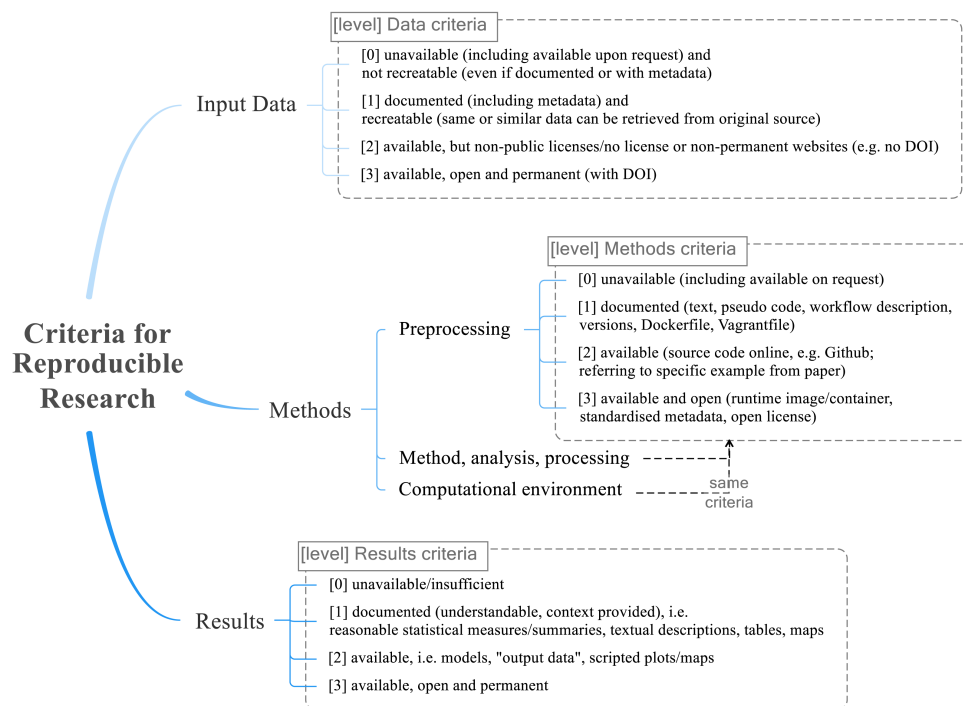 [level] Data criteria
[0] unavailable (including available upon request) and
not recreatable (even if documented or with metadata)
[1] documented (including metadata) and
recreatable (same or similar data can be retrieved from original source)
[2] available, but non-public licenses/no license or non-permanent websites (e.g. no DOI)
[3] available, open and permanent (with DOI)
Input Data
[level] Methods criteria
[0] unavailable (including available on request)
[1] documented (text, pseudo code, workflow description,
versions, Dockerfile, Vagrantfile)
[2] available (source code online, e.g. Github;
referring to specific example from paper)
[3] available and open (runtime image/container,
standardised metadata, open license)
Preprocessing
Criteria for
Reproducible
Research
Methods
Method, analysis, processing
Computational environment
same
criteria
[level] Results criteria
[0] unavailable/insufficient
[1] documented (understandable, context provided), i.e.
reasonable statistical measures/summaries, textual descriptions, tables, maps
[2] available, i.e. models, "output data", scripted plots/maps
[3] available, open and permanent
Results